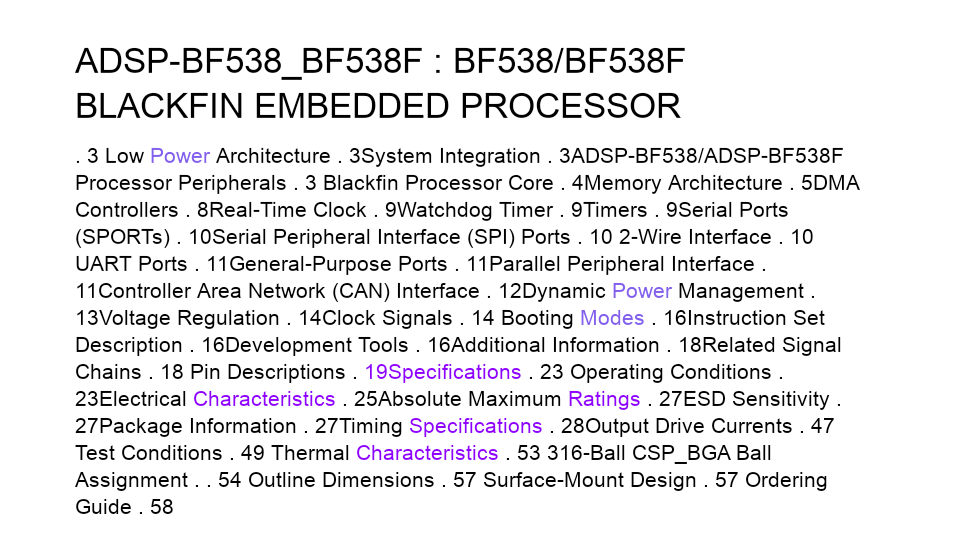 ADSP-BF538_BF538F : BF538/BF538F
BLACKFIN EMBEDDED PROCESSOR
. 3 Low Power Architecture . 3System Integration . 3ADSP-BF538/ADSP-BF538F
Processor Peripherals . 3 Blackfin Processor Core . 4Memory Architecture . 5DMA
Controllers . 8Real-Time Clock . 9Watchdog Timer . 9Timers . 9Serial Ports
(SPORTs) . 10Serial Peripheral Interface (SPI) Ports . 10 2-Wire Interface . 10
UART Ports . 11General-Purpose Ports . 11Parallel Peripheral Interface .
11Controller Area Network (CAN) Interface . 12Dynamic Power Management .
13Voltage Regulation . 14Clock Signals . 14 Booting Modes . 16Instruction Set
Description . 16Development Tools . 16Additional Information . 18Related Signal
Chains . 18 Pin Descriptions . 19Specifications . 23 Operating Conditions .
23Electrical Characteristics . 25Absolute Maximum Ratings . 27ESD Sensitivity .
27Package Information . 27Timing Specifications . 28Output Drive Currents . 47
Test Conditions . 49 Thermal Characteristics . 53 316-Ball CSP_BGA Ball
Assignment . . 54 Outline Dimensions . 57 Surface-Mount Design . 57 Ordering
Guide . 58